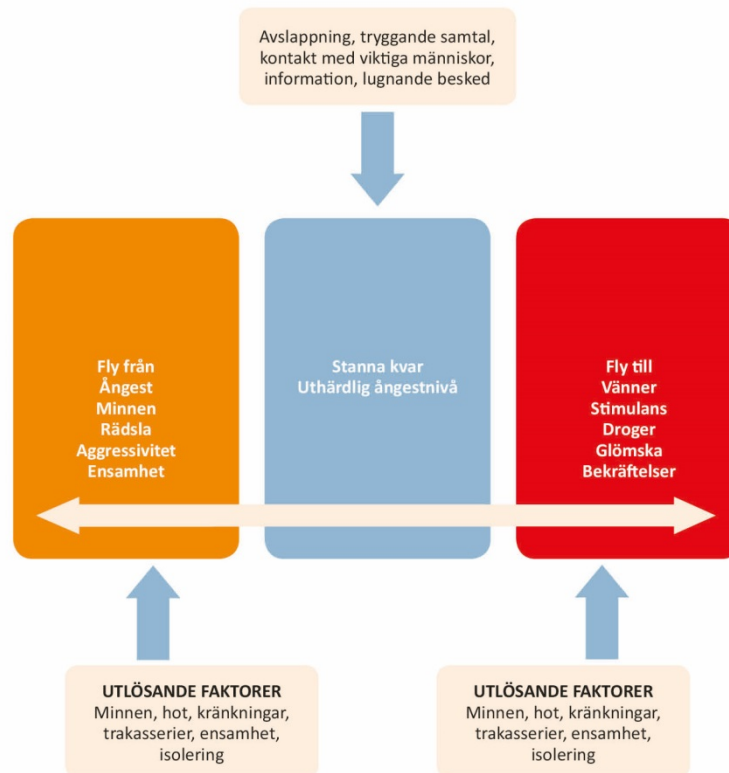 Avslappning, tryggande samtal,
kontakt med viktiga människor,
information, lugnande besked
Fly från
Ångest
Minnen
Rädsla
Aggressivitet
Ensamhet
Stanna kvar
Uthärdlig ångestnivå
Fly till
Vänner
Stimulans
Droger
Glömska
Bekräftelser
UTLÖSANDE FAKTORER
Minnen, hot, kränkningar,
trakasserier, ensamhet,
isolering
UTLÖSANDE FAKTORER
Minnen, hot, kränkningar,
trakasserier, ensamhet,
isolering